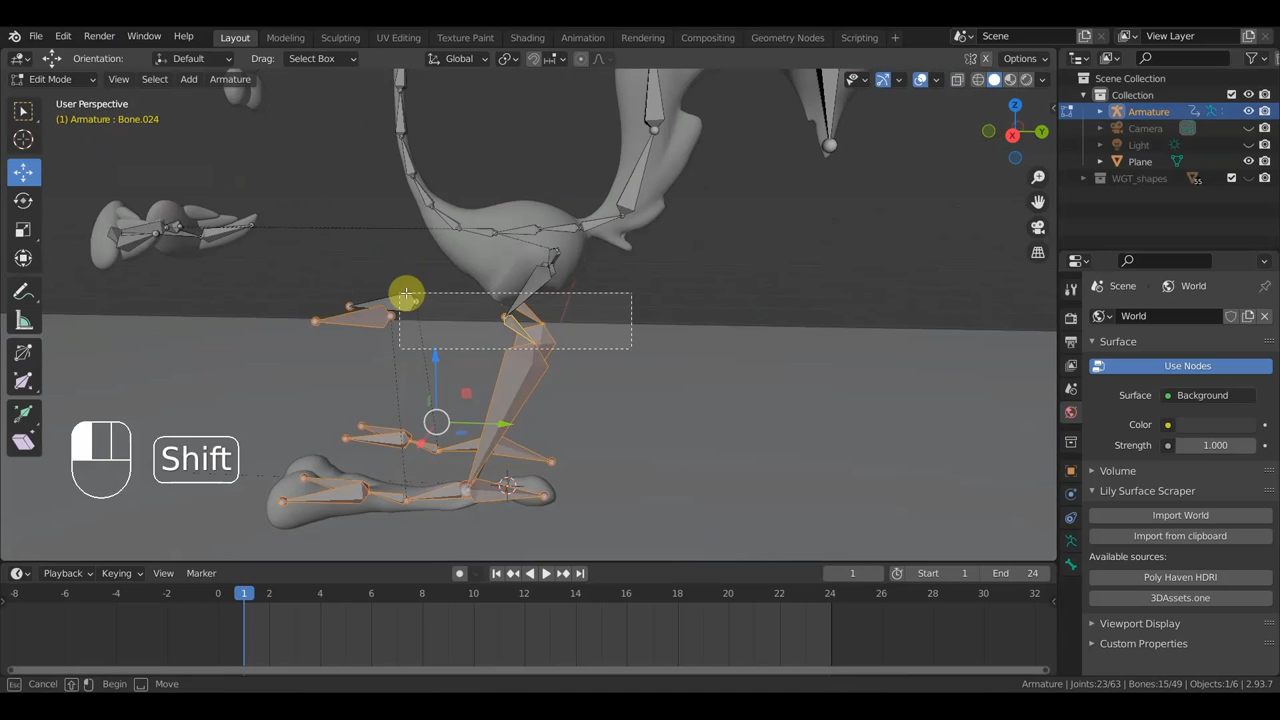 File Edit Render Window Help Layout Modeling Sculpting UV Editing Texture Paint Shading Animation Rendering Compositing Geometry Nodes Scripting + Scene View Layer
Orientation: Default Drag: Select Box Global Options
Edit Mode View Select Add Armature
User Perspective
(1) Armature : Bone.024
Z
Y
X
Shift
Scene Collection
Collection
Armature
Camera
Light
Plane
WGT_shapes 55
Scene World
World
Surface
Use Nodes
Surface Background
Color
Strength 1.000
Volume
Lily Surface Scraper
Import World
Import from clipboard
Available sources:
Poly Haven HDRI
3DAssets.one
Viewport Display
Custom Properties
Playback Keying View Marker 1 Start 1 End 24
-8 -6 -4 -2 0 1 2 4 6 8 10 12 14 16 18 20 22 24 26 28 30 32
Esc Cancel Begin Move Armature | Joints:23/63 | Bones:15/49 | Objects:1/6 | 2.93.7